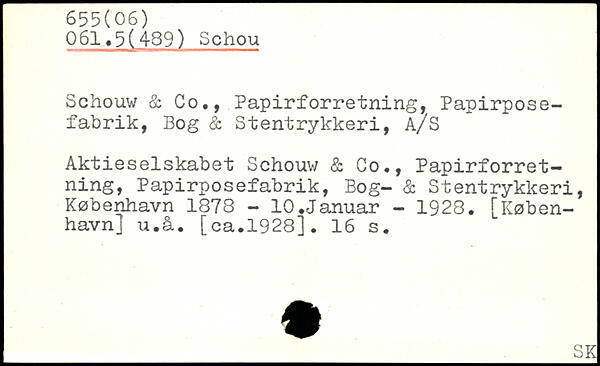 655(06)
061.5(489) Schou
Schouw & Co., Papirforretning, Papirpose-
fabrik, Bog & Stentrykkeri, A/S
Aktieselskabet Schouw & Co., Papirforret-
ning, Papirposefabrik, Bog- & Stentrykkeri,
København 1878 - 10.Januar - 1928. [Køben-
havn] u.å. [ca.1928]. 16 s.
SK